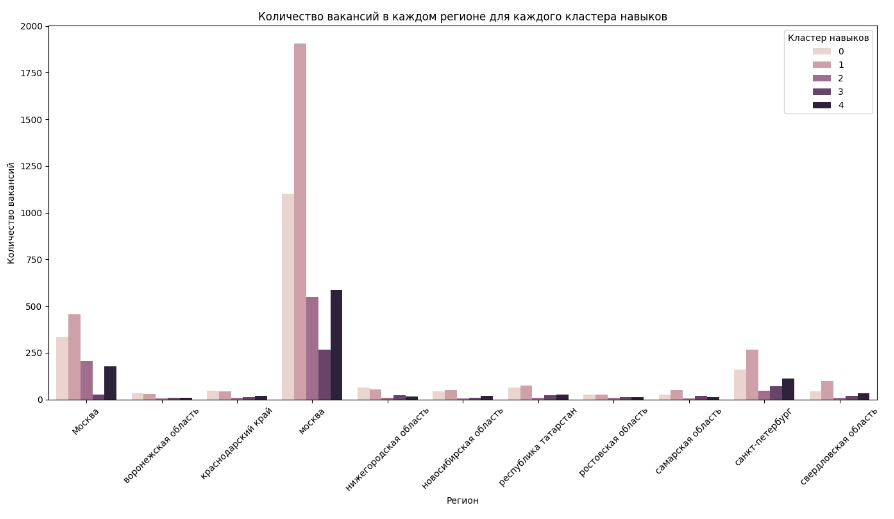 Количество вакансий в каждом регионе для каждого кластера навыков
Количество вакансий
2000
1750
1500
1250
1000
750
500
250
0
Кластер навыков
0
1
2
3
4
Москва
воронежская область
краснодарский край
москва
нижегородская область
новосибирская область
республика татарстан
ростовская область
самарская область
санкт-петербург
свердловская область
Регион